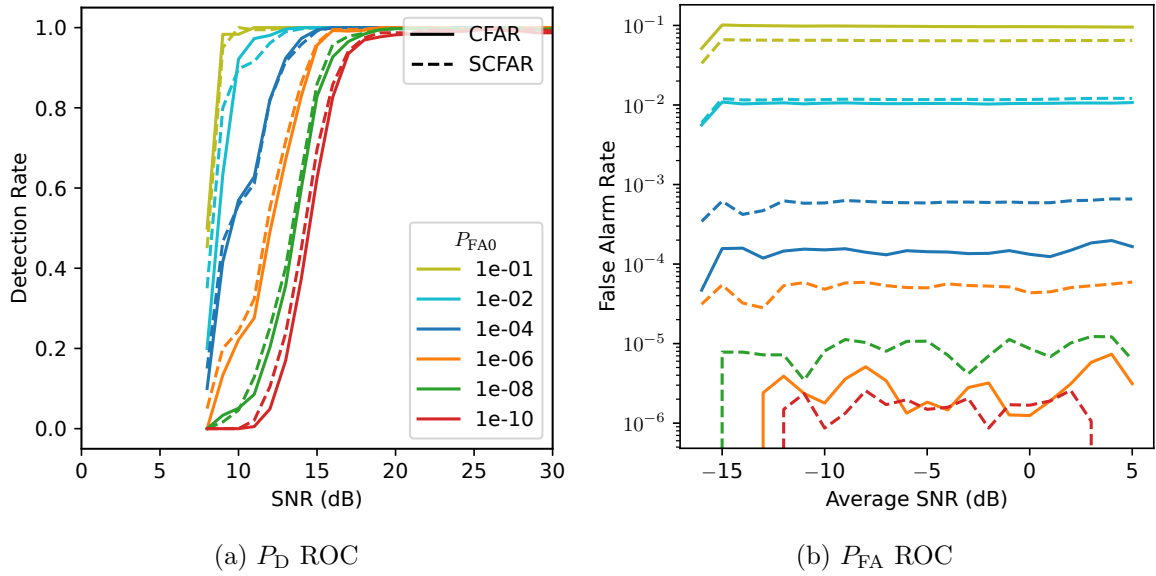 1.0
0.8
0.6
0.4
0.2
0.0
Detection Rate
0 5 10 15 20 25 30
SNR (dB)
CFAR
SCFAR
P_FA0
1e-01
1e-02
1e-04
1e-06
1e-08
1e-10
(a) P_D ROC
10^−1
10^−2
10^−3
10^−4
10^−5
10^−6
False Alarm Rate
−15 −10 −5 0 5
Average SNR (dB)
(b) P_FA ROC